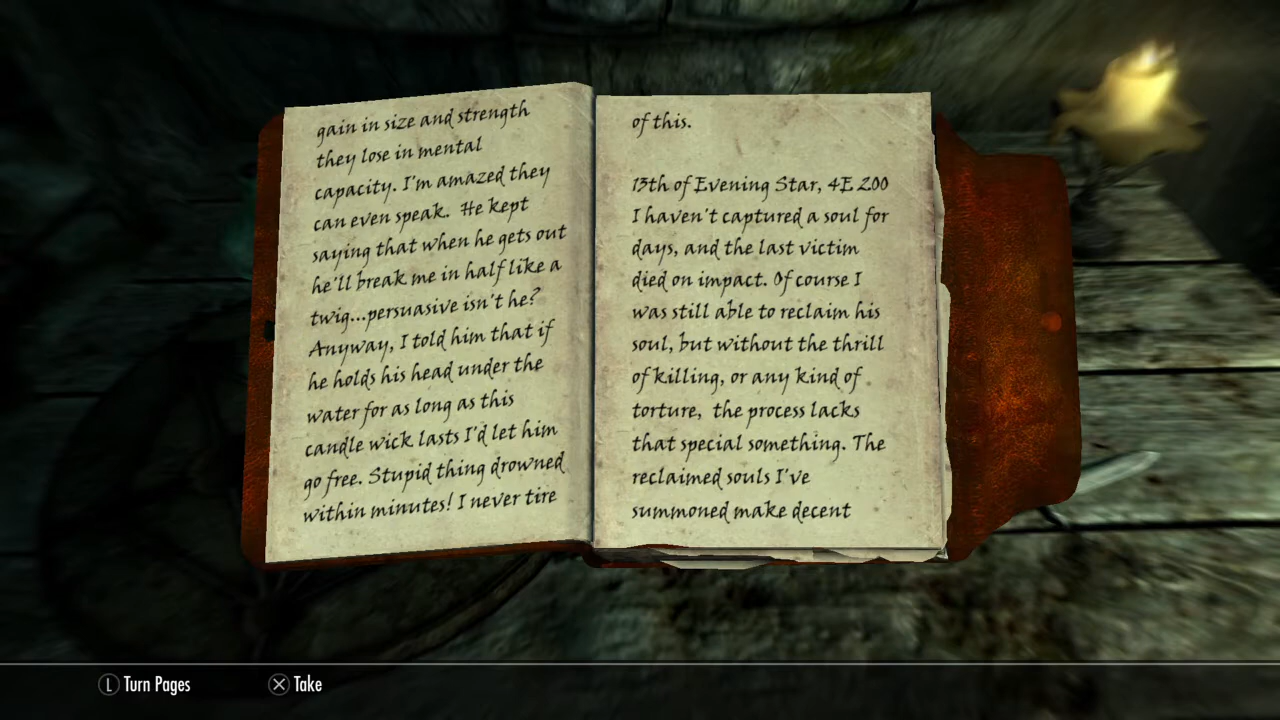 gain in size and strength
they lose in mental
capacity. I'm amazed they
can even speak.  He kept
saying that when he gets out
he'll break me in half like a
twig...persuasive isn't he?
Anyway, I told him that if
he holds his head under the
water for as long as this
candle wick lasts I'd let him
go free. Stupid thing drowned
within minutes! I never tire
of this.
13th of Evening Star, 4E 200
I haven't captured a soul for
days, and the last victim
died on impact. Of course I
was still able to reclaim his
soul, but without the thrill
of killing, or any kind of
torture,  the process lacks
that special something. The
reclaimed souls I've
summoned make decent
L Turn Pages
X Take